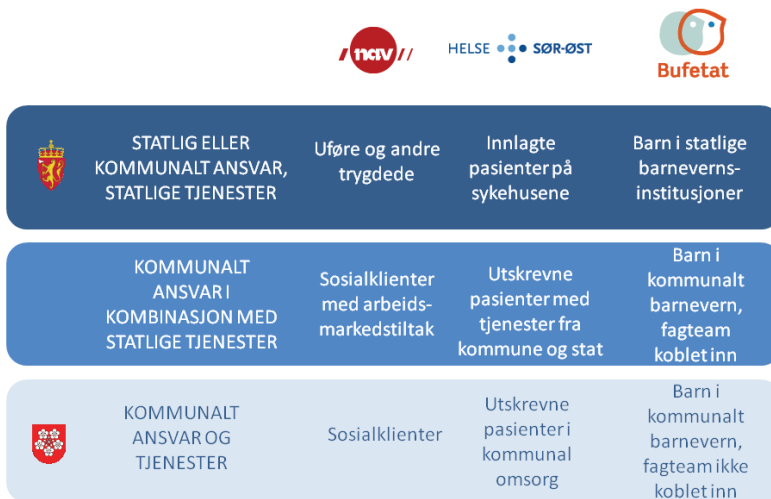 nav
HELSE SØR-ØST
Bufetat
STATLIG ELLER
KOMMUNALT ANSVAR,
STATLIGE TJENESTER
Uføre og andre
trygdede
Innlagte
pasienter på
sykehusene
Barn i statlige
barneverns-
institusjoner
KOMMUNALT
ANSVAR I
KOMBINASJON MED
STATLIGE TJENESTER
Sosialklienter
med arbeids-
markedstiltak
Utskrevne
pasienter med
tjenester fra
kommune og stat
Barn i
kommunalt
barnevern,
fagteam
koblet inn
KOMMUNALT
ANSVAR OG
TJENESTER
Sosialklienter
Utskrevne
pasienter i
kommunal
omsorg
Barn i
kommunalt
barnevern,
fagteam ikke
koblet inn